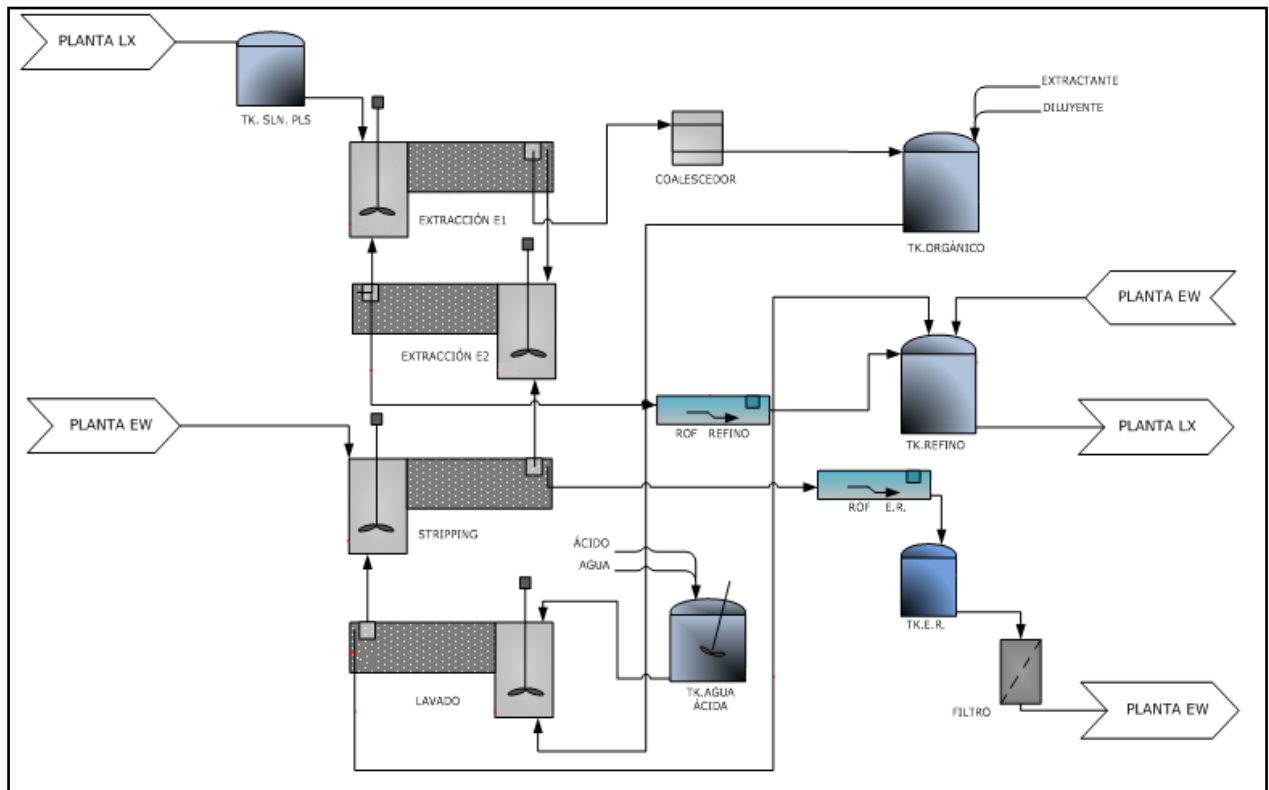 PLANTA LX
TK. SLN. PLS
EXTRACTANTE
DILUYENTE
COALESCEDOR
EXTRACCIÓN E1
TK.ORGÁNICO
PLANTA EW
EXTRACCIÓN E2
ROF REFINO
TK.REFINO
PLANTA LX
PLANTA EW
ROF E.R.
STRIPPING
ÁCIDO
AGUA
TK.E.R.
LAVADO
TK.AGUA
ÁCIDA
FILTRO
PLANTA EW